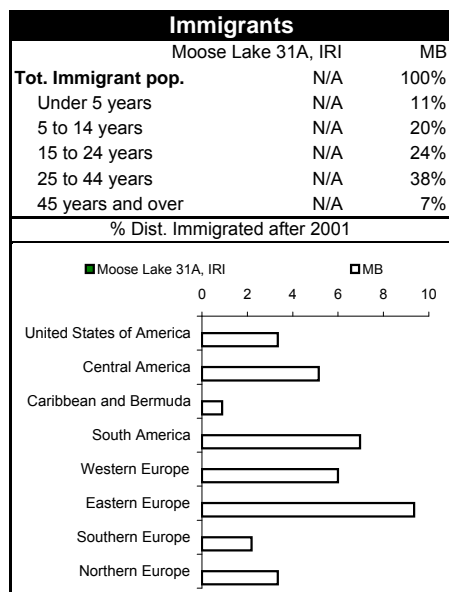 Immigrants
Moose Lake 31A, IRI MB
Tot. Immigrant pop. N/A 100%
Under 5 years N/A 11%
5 to 14 years N/A 20%
15 to 24 years N/A 24%
25 to 44 years N/A 38%
45 years and over N/A 7%
% Dist. Immigrated after 2001
Moose Lake 31A, IRI MB
0 2 4 6 8 10
United States of America
Central America
Caribbean and Bermuda
South America
Western Europe
Eastern Europe
Southern Europe
Northern Europe